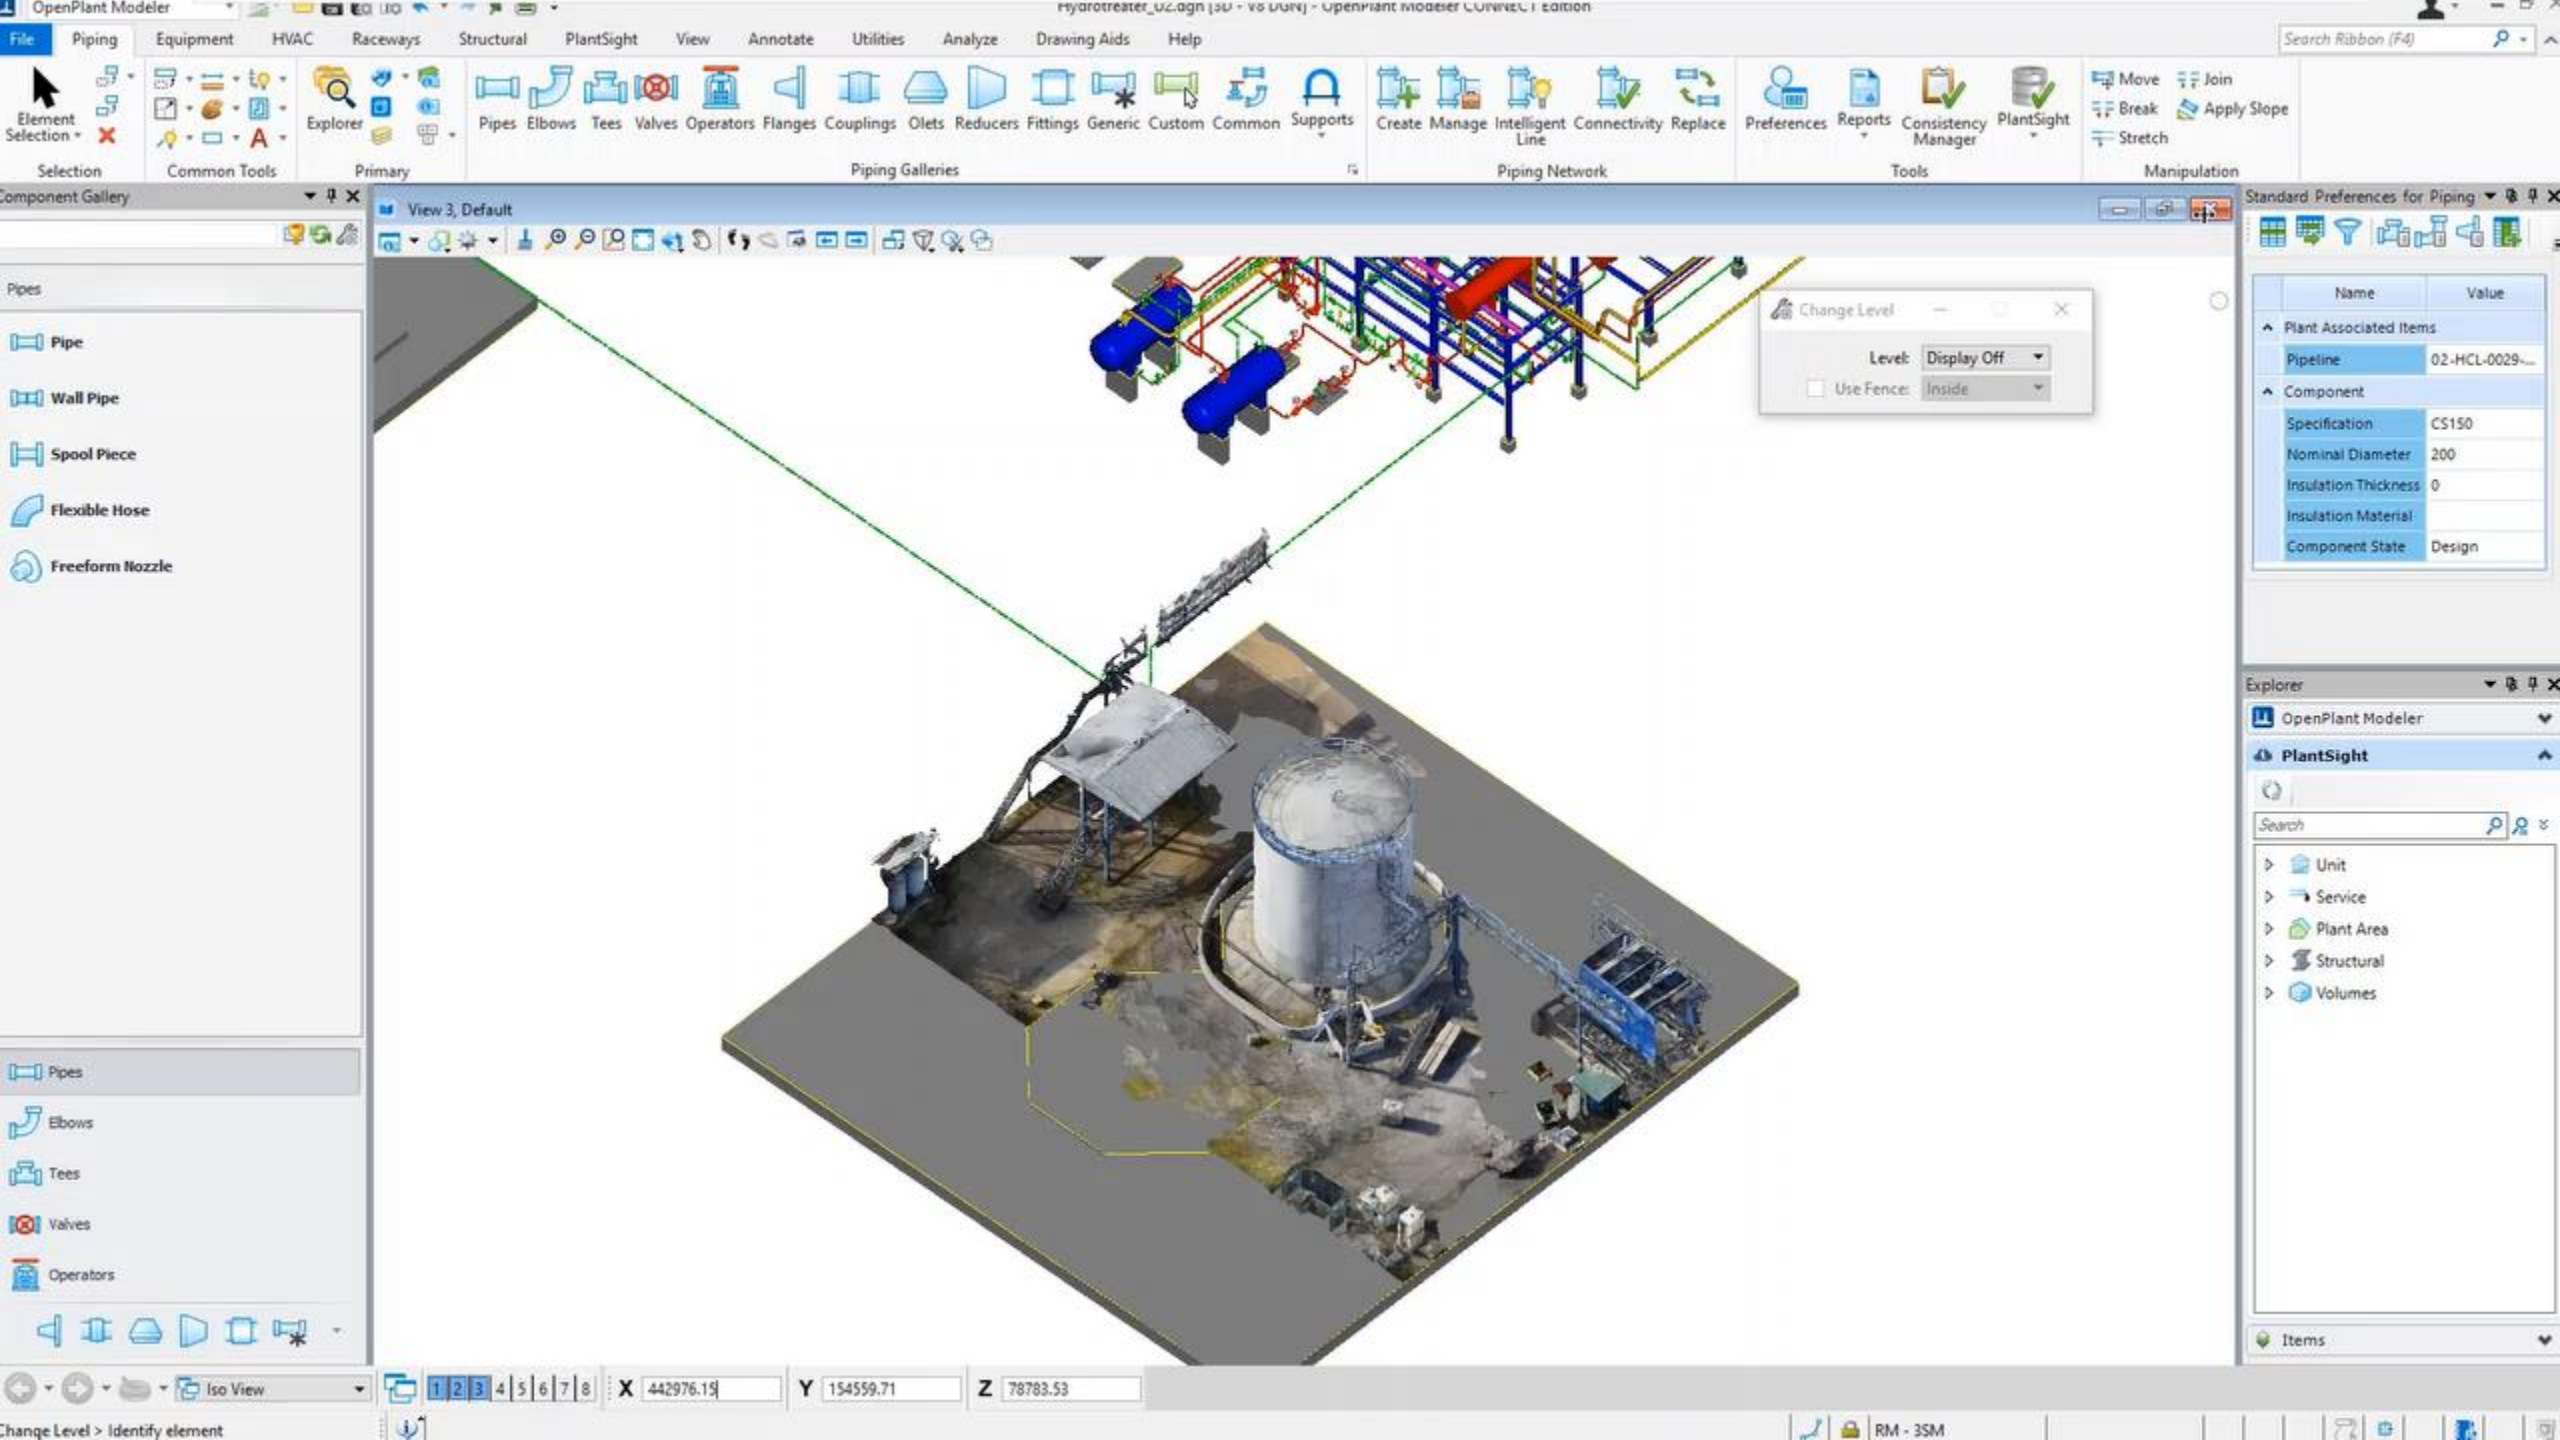 OpenPlant Modeler
Hydrotreater_02.dgn [3D - V8 DGN] - OpenPlant Modeler CONNECT Edition
File Piping Equipment HVAC Raceways Structural PlantSight View Annotate Utilities Analyze Drawing Aids Help
Search Ribbon (F4)
Element Selection
Explorer
Pipes Elbows Tees Valves Operators Flanges Couplings Olets Reducers Fittings Generic Custom Common Supports
Create Manage Intelligent Line Connectivity Replace
Preferences Reports Consistency Manager PlantSight
Move Join
Break Apply Slope
Stretch
Selection Common Tools Primary Piping Galleries Piping Network Tools Manipulation
Component Gallery
View 3, Default
Standard Preferences for Piping
Pipes
Pipe
Wall Pipe
Spool Piece
Flexible Hose
Freeform Nozzle
Change Level
Level: Display Off
Use Fence: Inside
Name Value
Plant Associated Items
Pipeline 02-HCL-0029-...
Component
Specification CS150
Nominal Diameter 200
Insulation Thickness 0
Insulation Material
Component State Design
Explorer
OpenPlant Modeler
PlantSight
Search
Unit
Service
Plant Area
Structural
Volumes
Items
Pipes
Elbows
Tees
Valves
Operators
Iso View
1 2 3 4 5 6 7 8
X 442976.15
Y 154559.71
Z 78783.53
Change Level > Identify element
RM - 3SM